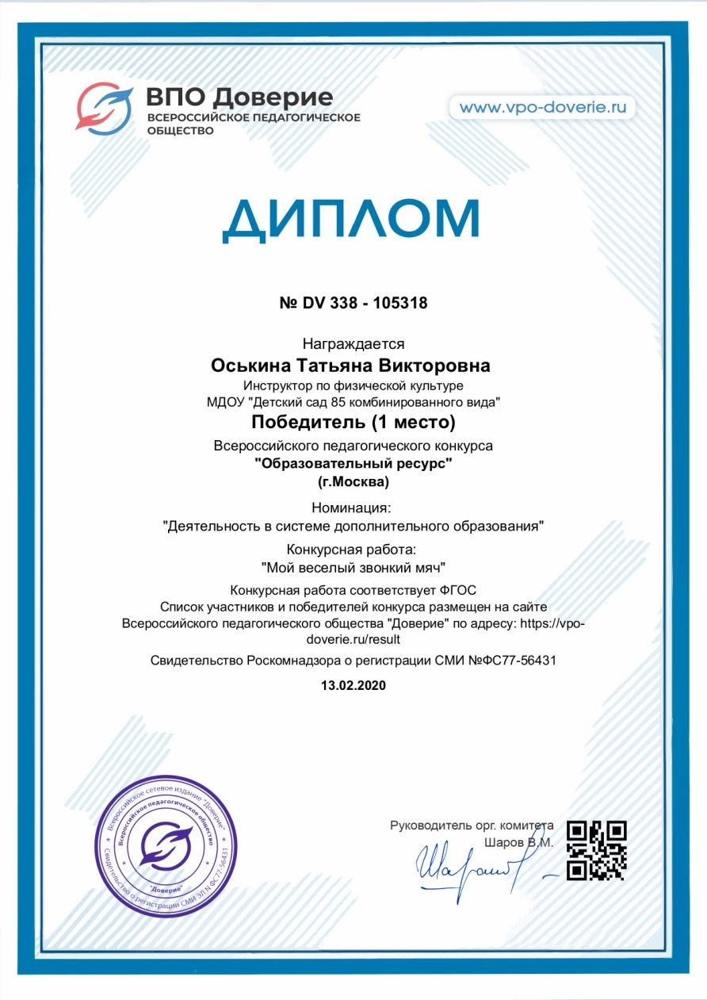 ВПО Доверие
ВСЕРОССИЙСКОЕ ПЕДАГОГИЧЕСКОЕ
ОБЩЕСТВО
www.vpo-doverie.ru
ДИПЛОМ
№ DV 338 - 105318
Награждается
Оськина Татьяна Викторовна
Инструктор по физической культуре
МДОУ "Детский сад 85 комбинированного вида"
Победитель (1 место)
Всероссийского педагогического конкурса
"Образовательный ресурс"
(г.Москва)
Номинация:
"Деятельность в системе дополнительного образования"
Конкурсная работа:
"Мой веселый звонкий мяч"
Конкурсная работа соответствует ФГОС
Список участников и победителей конкурса размещен на сайте
Всероссийского педагогического общества "Доверие" по адресу: https://vpo-
doverie.ru/result
Свидетельство Роскомнадзора о регистрации СМИ №ФС77-56431
13.02.2020
Всероссийское сетевое издание "Доверие"
Свидетельство о регистрации СМИ ЭЛ N ФС77-56431
Всероссийское педагогическое общество
"Доверие"
Руководитель орг. комитета
Шаров В.М.